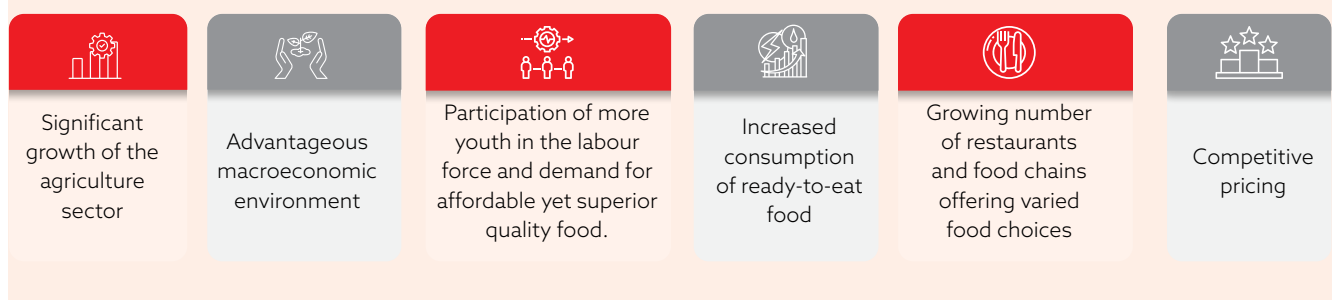 Significant
growth of the
agriculture
sector
Advantageous
macroeconomic
environment
Participation of more
youth in the labour
force and demand for
affordable yet superior
quality food.
Increased
consumption
of ready-to-eat
food
Growing number
of restaurants
and food chains
offering varied
food choices
Competitive
pricing